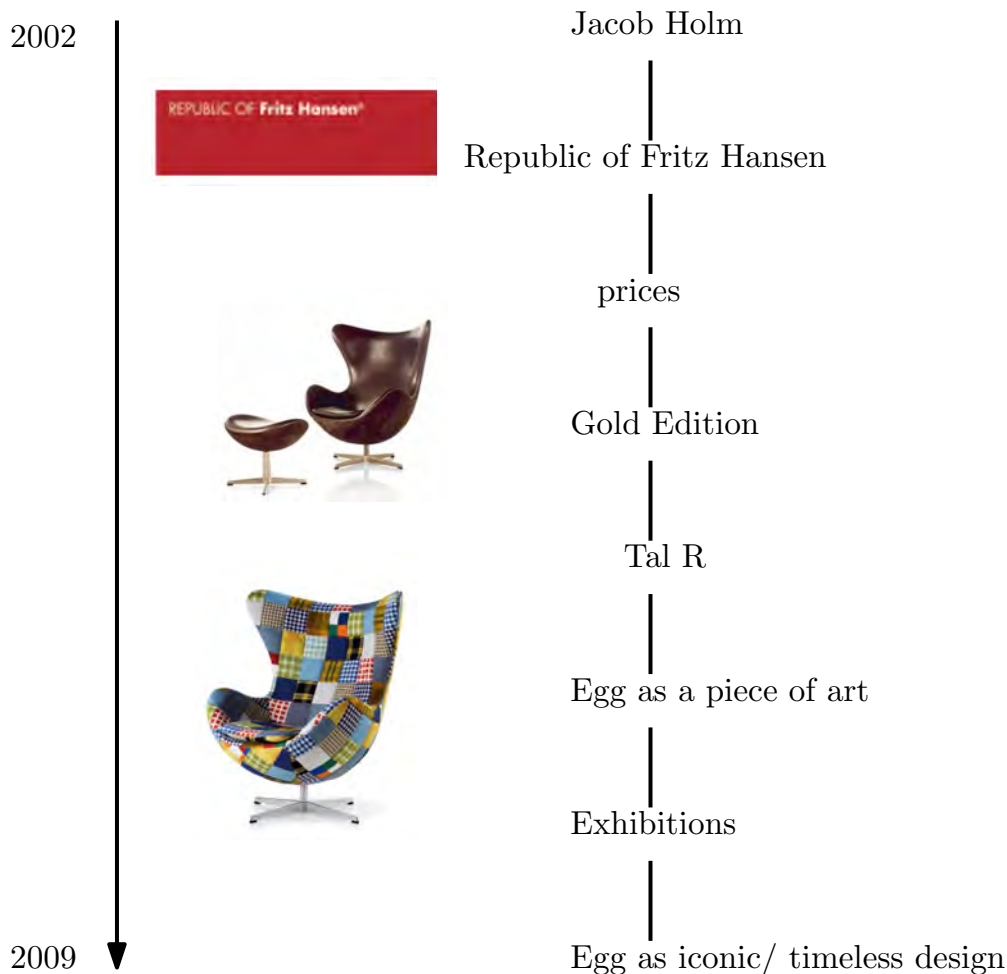 2002
Jacob Holm
REPUBLIC OF Fritz Hansen®
Republic of Fritz Hansen
prices
Gold Edition
Tal R
Egg as a piece of art
Exhibitions
2009
Egg as iconic/ timeless design